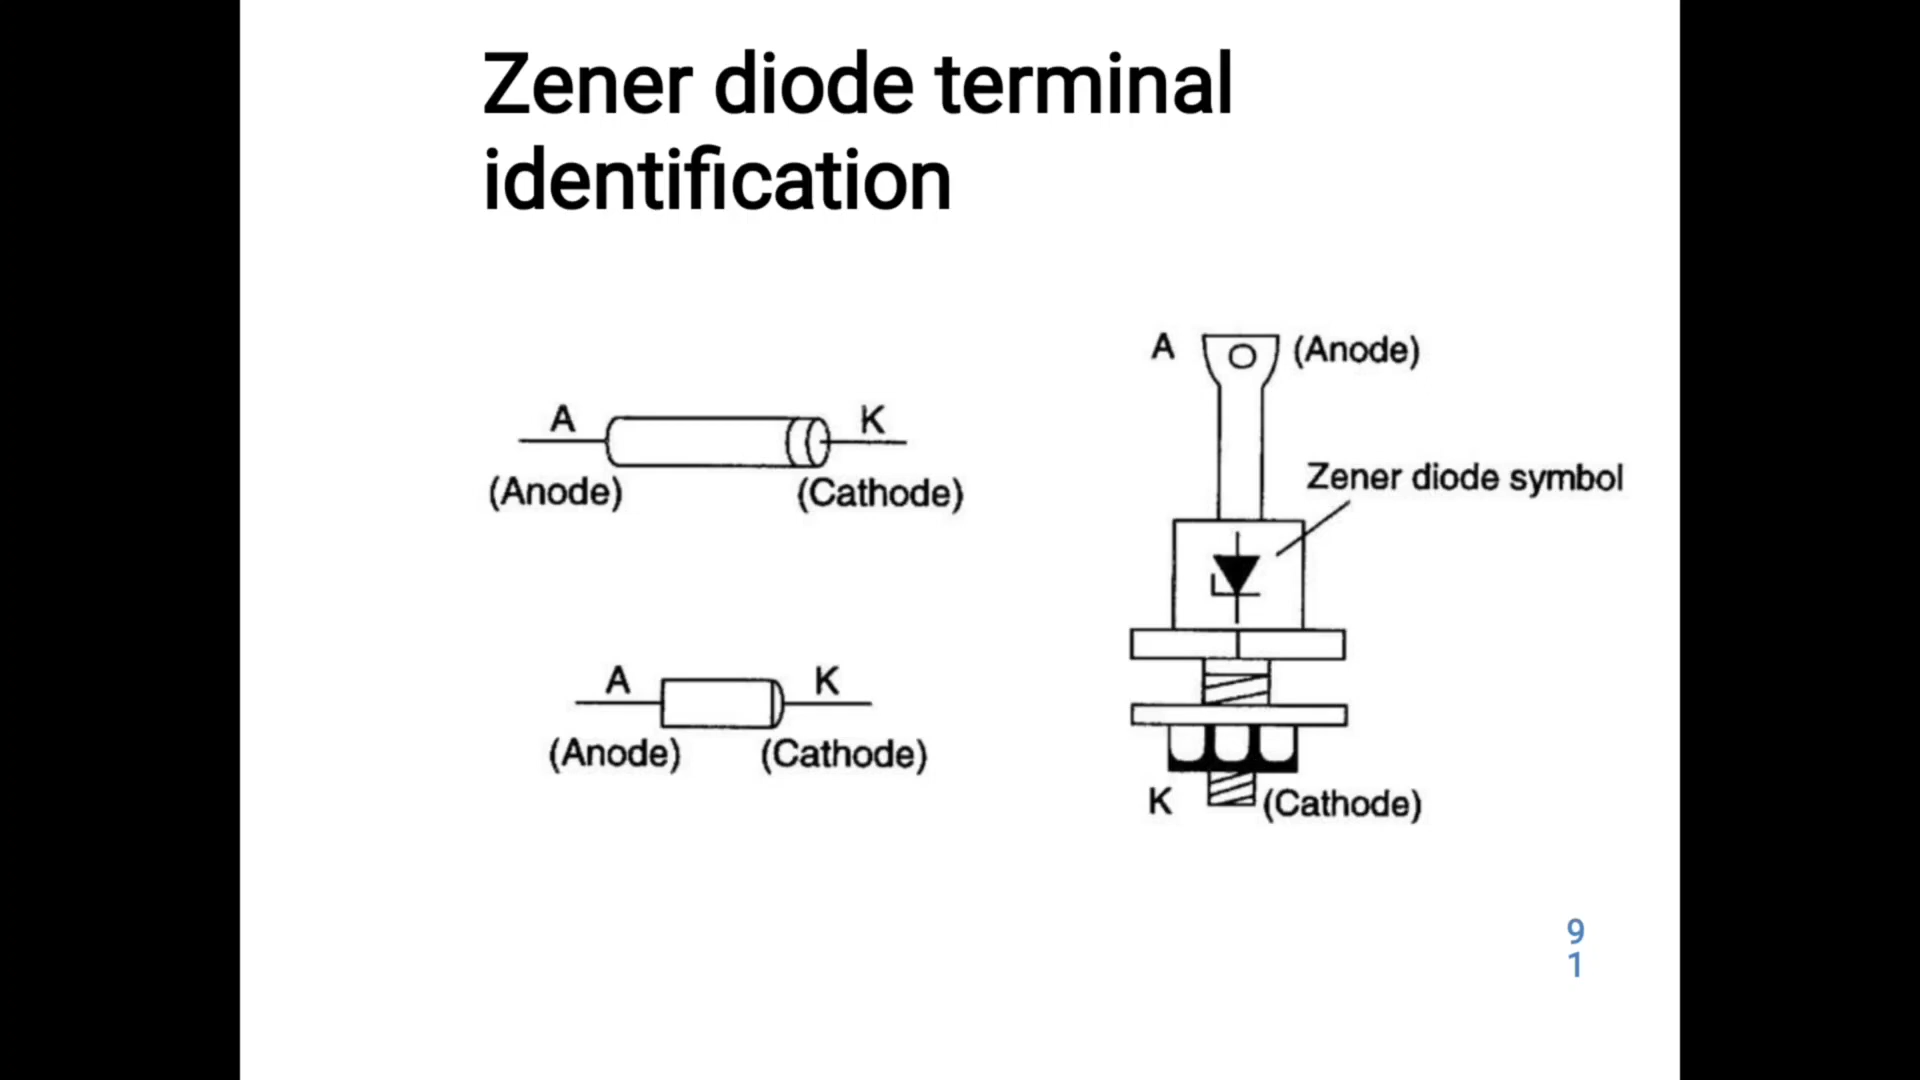 Zener diode terminal
identification
A
K
(Anode)
(Cathode)
A
K
(Anode)
(Cathode)
A
(Anode)
Zener diode symbol
K
(Cathode)
9
1